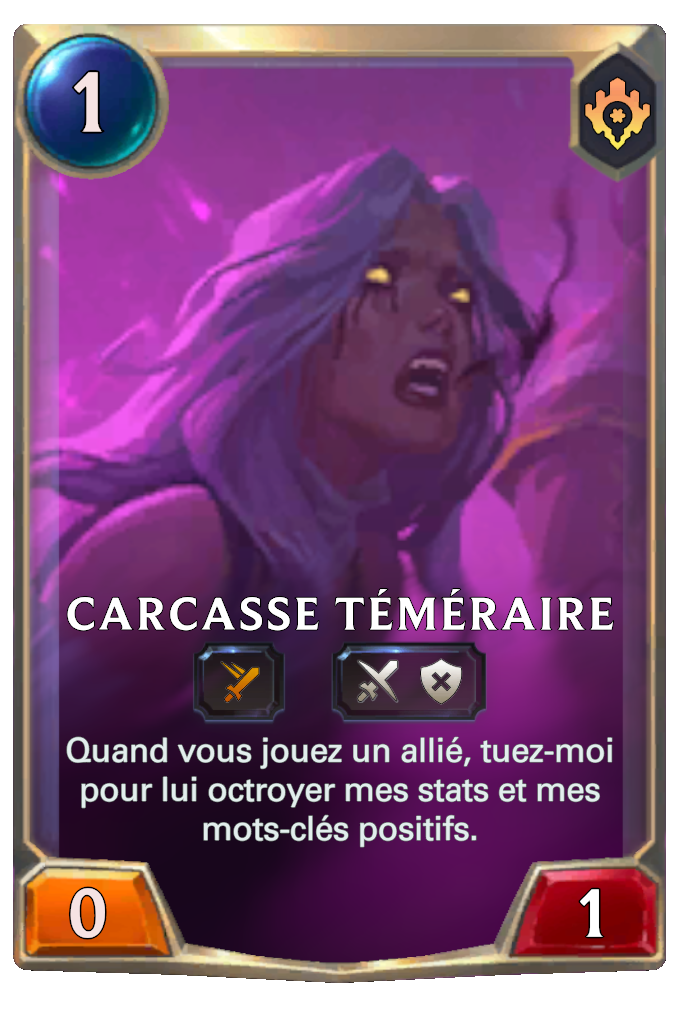 1
CARCASSE TÉMÉRAIRE
Quand vous jouez un allié, tuez-moi
pour lui octroyer mes stats et mes
mots-clés positifs.
0
1